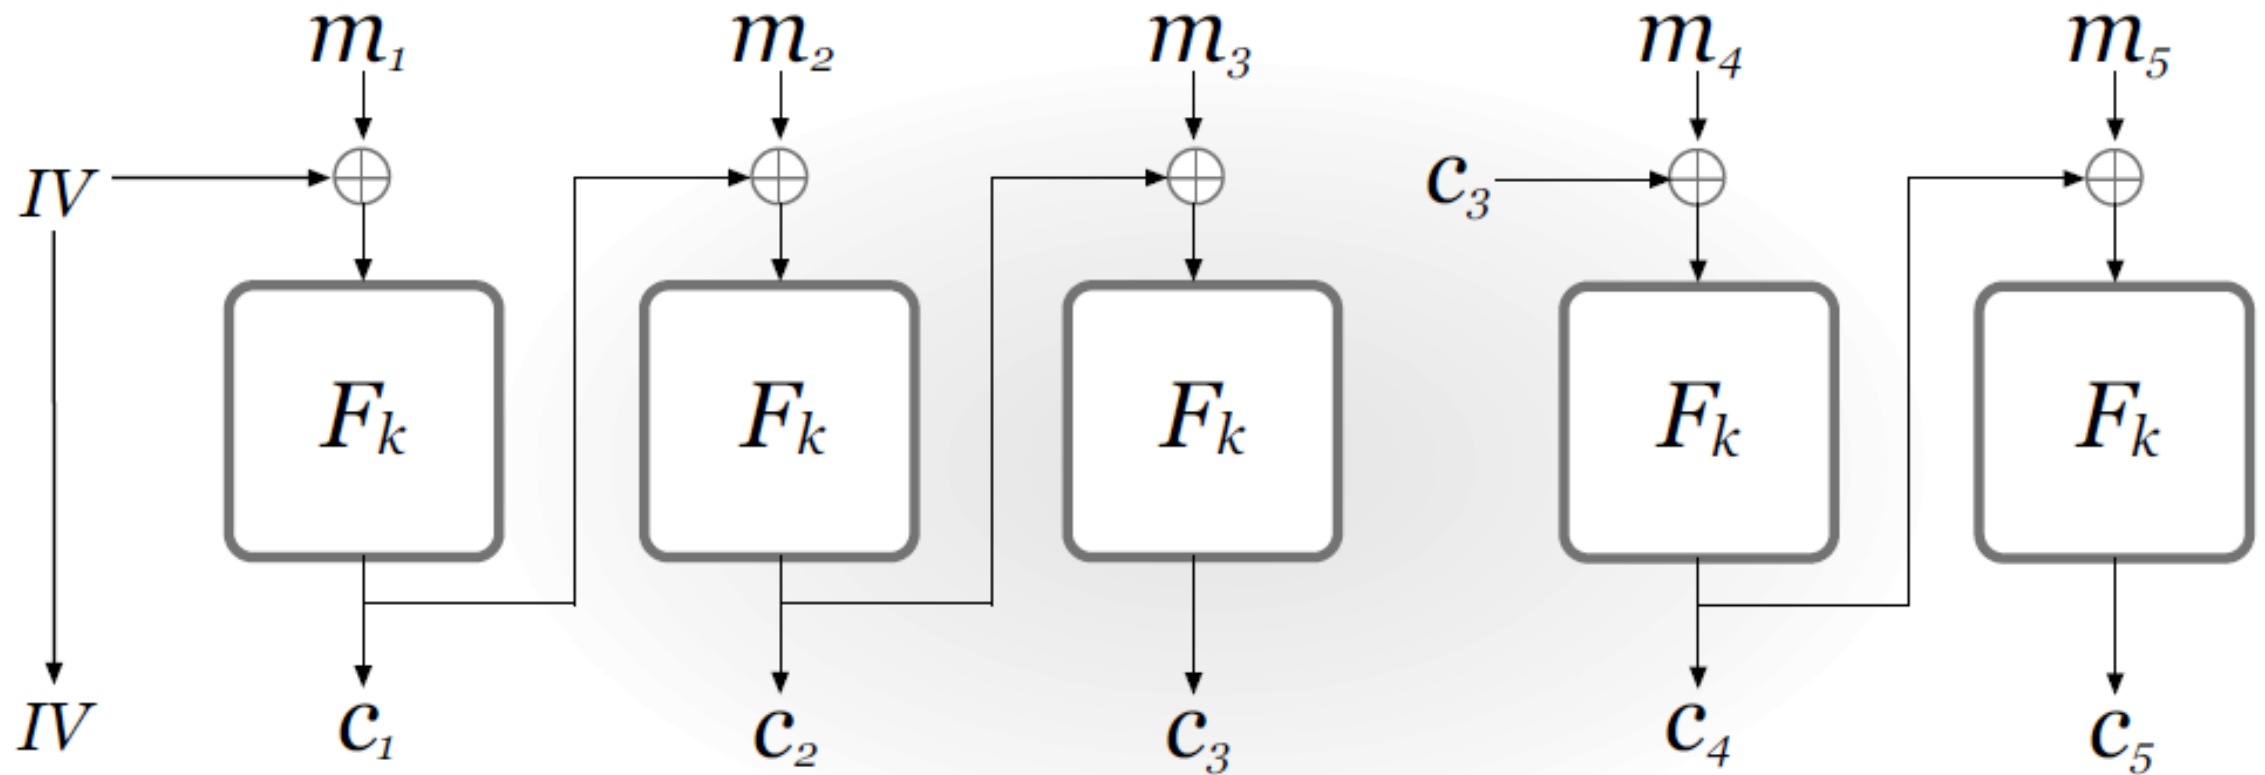 m₁ m₂ m₃ m₄ m₅
IV c₃
Fₖ Fₖ Fₖ Fₖ Fₖ
IV c₁ c₂ c₃ c₄ c₅